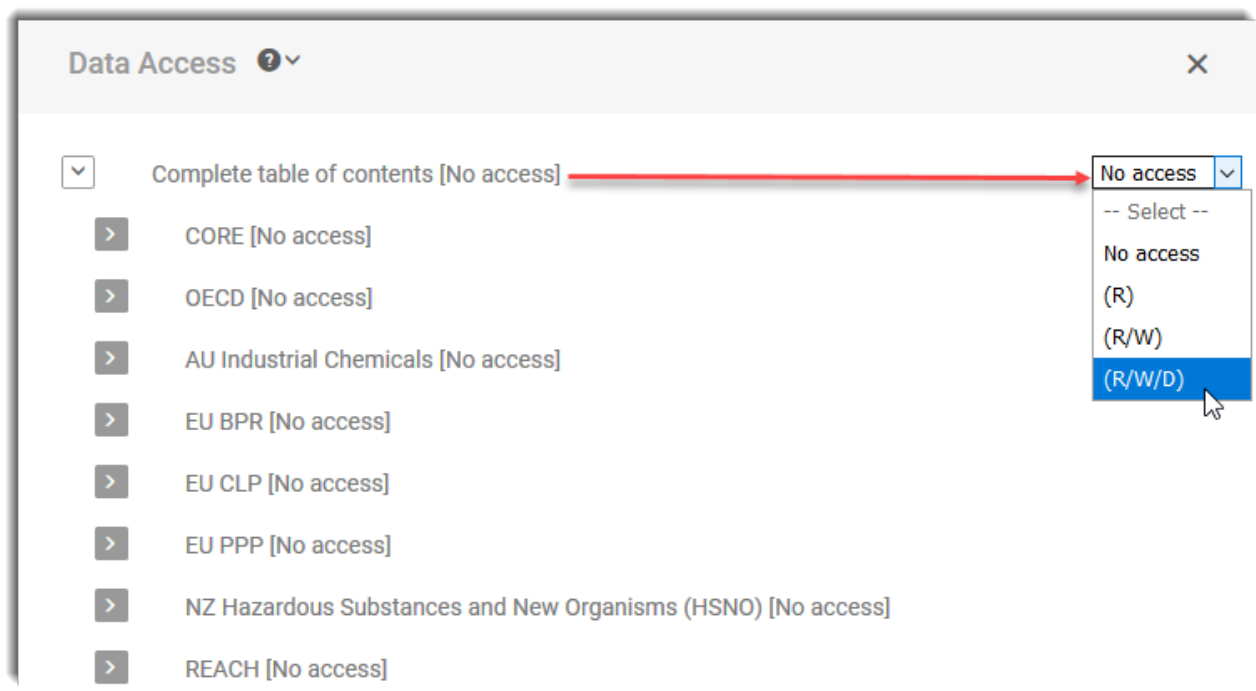 Data Access ?
Complete table of contents [No access]
No access
-- Select --
No access
(R)
(R/W)
(R/W/D)
CORE [No access]
OECD [No access]
AU Industrial Chemicals [No access]
EU BPR [No access]
EU CLP [No access]
EU PPP [No access]
NZ Hazardous Substances and New Organisms (HSNO) [No access]
REACH [No access]